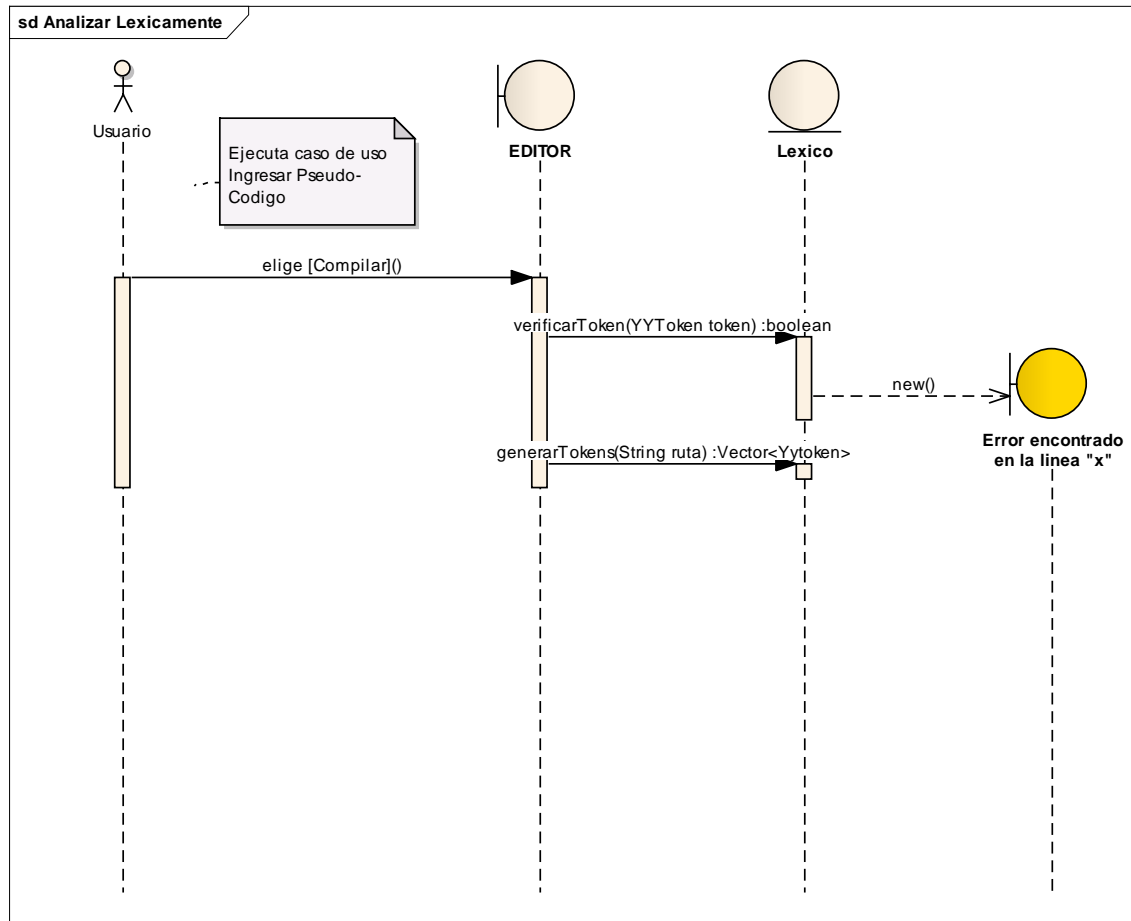 sd Analizar Lexicamente
Usuario
Ejecuta caso de uso
Ingresar Pseudo-
Codigo
EDITOR
Lexico
elige [Compilar]()
verificarToken(YYToken token) :boolean
new()
Error encontrado
en la linea "x"
generarTokens(String ruta) :Vector<Yytoken>